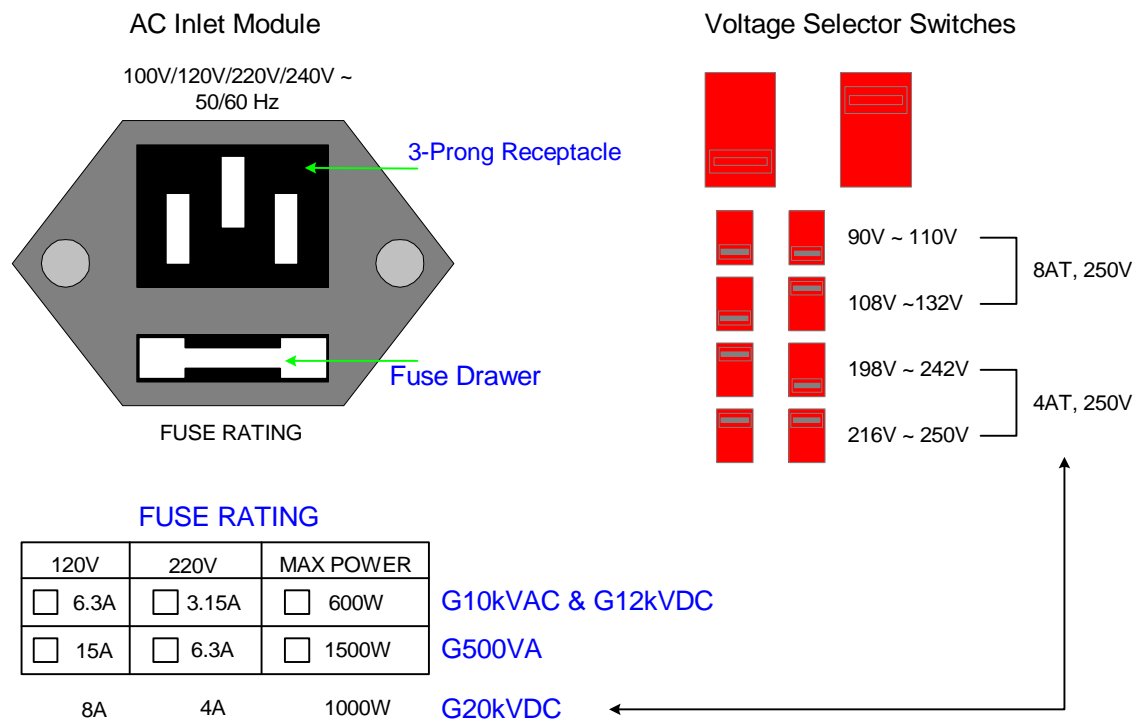 AC Inlet Module
100V/120V/220V/240V ~
50/60 Hz
3-Prong Receptacle
Fuse Drawer
FUSE RATING
Voltage Selector Switches
90V ~ 110V
108V ~132V
8AT, 250V
198V ~ 242V
216V ~ 250V
4AT, 250V
FUSE RATING
120V 220V MAX POWER
6.3A 3.15A 600W G10kVAC & G12kVDC
15A 6.3A 1500W G500VA
8A 4A 1000W G20kVDC